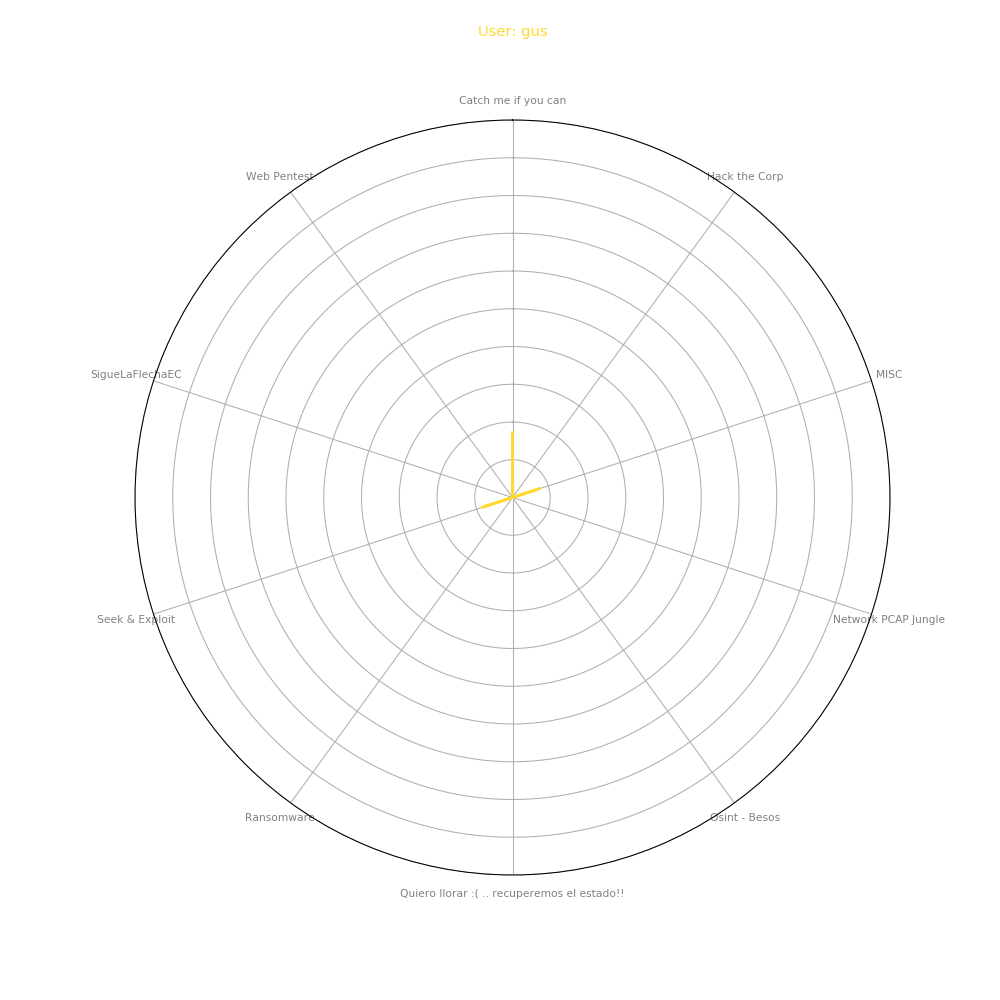 User: gus
Catch me if you can
Web Pentest
Hack the Corp
SigueLaFlechaEC
MISC
Seek & Exploit
Network PCAP Jungle
Ransomware
Osint - Besos
Quiero llorar :( .. recuperemos el estado!!